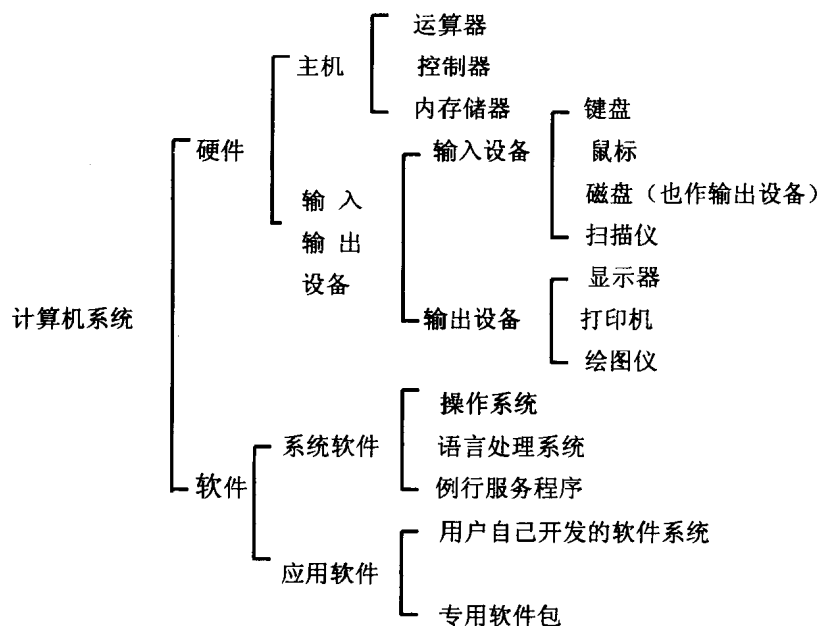 运算器
主机
控制器
内存储器
键盘
硬件
输入设备
鼠标
输 入
输 出
设备
磁盘（也作输出设备）
扫描仪
显示器
计算机系统
输出设备
打印机
绘图仪
操作系统
系统软件
语言处理系统
软件
例行服务程序
用户自己开发的软件系统
应用软件
专用软件包